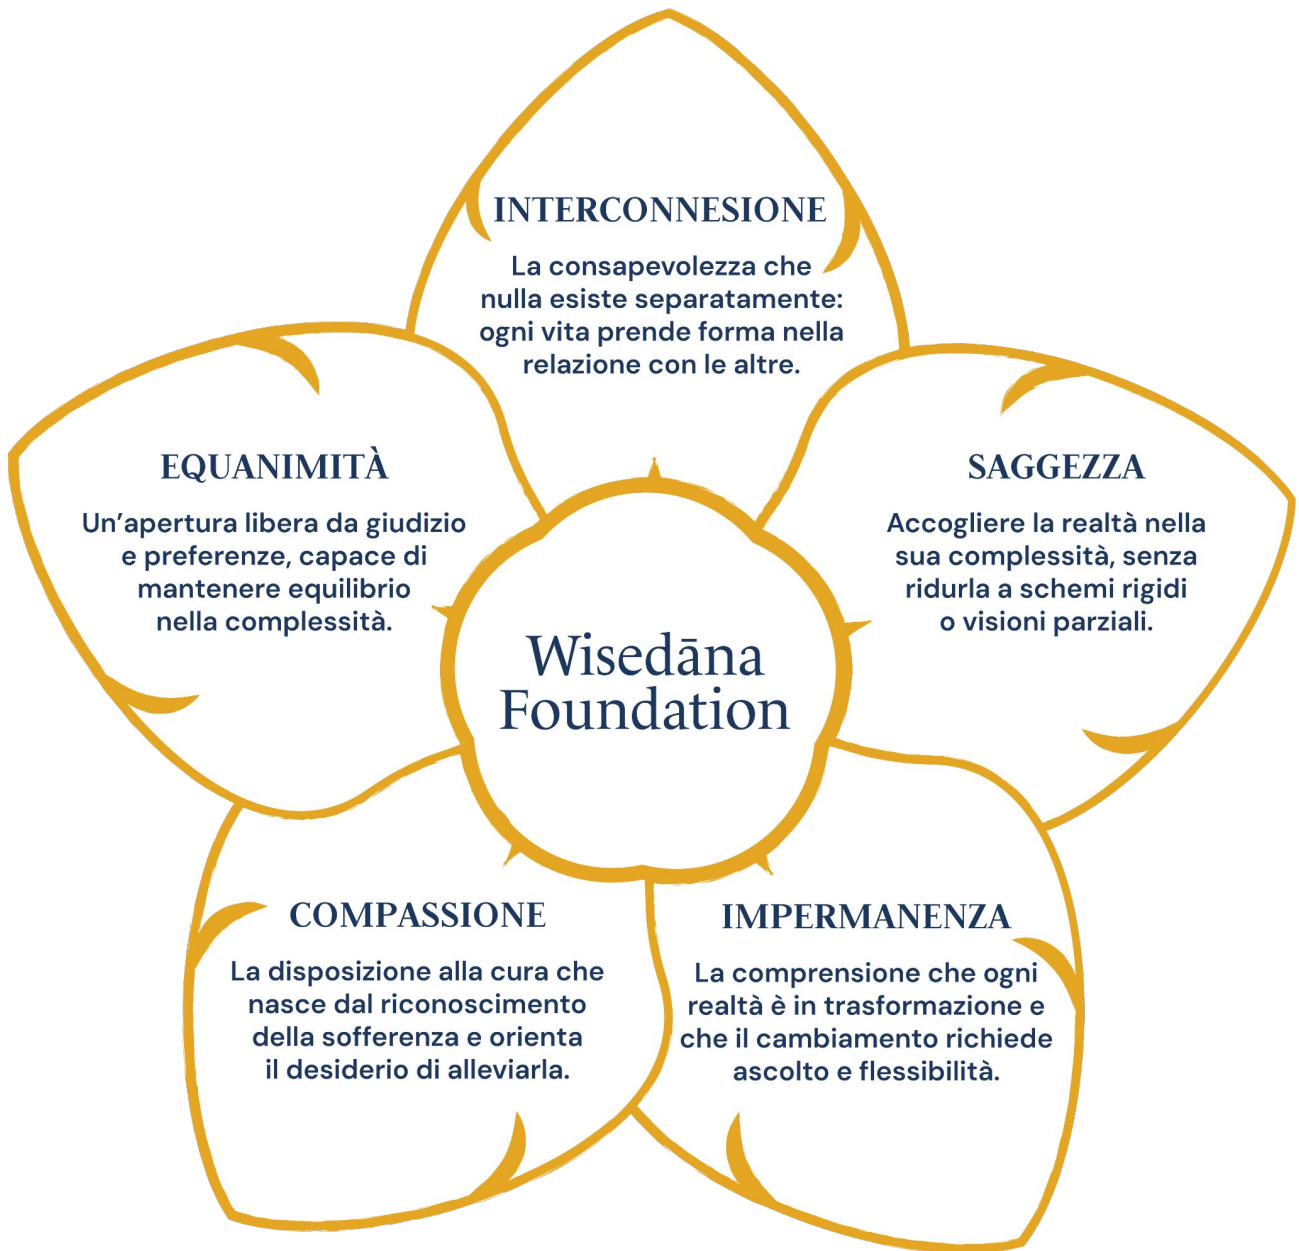 INTERCONNESIONE
La consapevolezza che
nulla esiste separatamente:
ogni vita prende forma nella
relazione con le altre.
EQUANIMITÀ
Un’apertura libera da giudizio
e preferenze, capace di
mantenere equilibrio
nella complessità.
SAGGEZZA
Accogliere la realtà nella
sua complessità, senza
ridurla a schemi rigidi
o visioni parziali.
Wisedāna
Foundation
COMPASSIONE
La disposizione alla cura che
nasce dal riconoscimento
della sofferenza e orienta
il desiderio di alleviarla.
IMPERMANENZA
La comprensione che ogni
realtà è in trasformazione e
che il cambiamento richiede
ascolto e flessibilità.